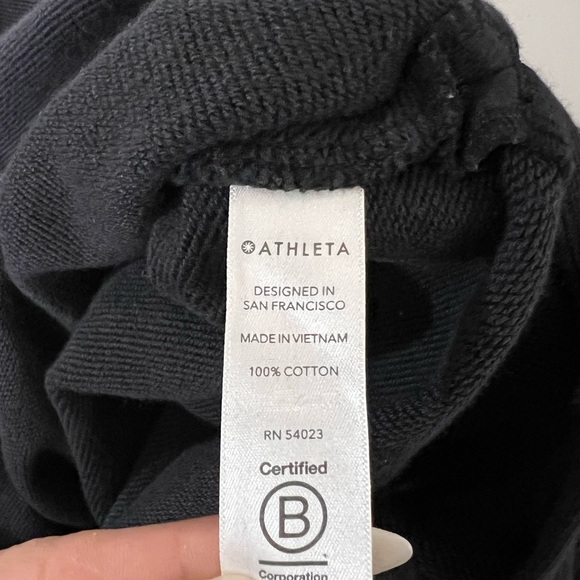 ATHLETA
DESIGNED IN
SAN FRANCISCO
MADE IN VIETNAM
100% COTTON
RN 54023
Certified
B
Corporation